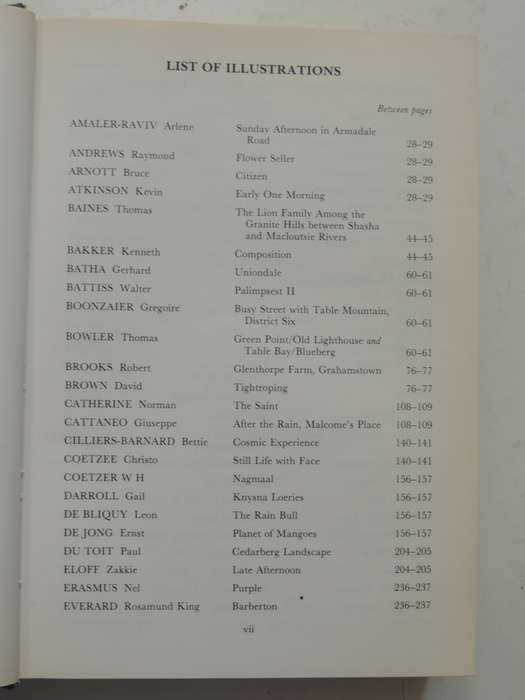 LIST OF ILLUSTRATIONS
Between pages
AMALER-RAVIV Arlene Sunday Afternoon in Armadale
Road 28–29
ANDREWS Raymond Flower Seller 28–29
ARNOTT Bruce Citizen 28–29
ATKINSON Kevin Early One Morning 28–29
BAINES Thomas The Lion Family Among the
Granite Hills between Shasha
and Macloutsie Rivers 44–45
BAKKER Kenneth Composition 44–45
BATHA Gerhard Uniondale 60–61
BATTISS Walter Palimpsest II 60–61
BOONZAIER Gregoire Busy Street with Table Mountain,
District Six 60–61
BOWLER Thomas Green Point/Old Lighthouse and
Table Bay/Blueberg 60–61
BROOKS Robert Glenthorpe Farm, Grahamstown 76–77
BROWN David Tightroping 76–77
CATHERINE Norman The Saint 108–109
CATTANEO Giuseppe After the Rain, Malcome's Place 108–109
CILLIERS-BARNARD Bettie Cosmic Experience 140–141
COETZEE Christo Still Life with Face 140–141
COETZER W H Nagmaal 156–157
DARROLL Gail Knysna Loeries 156–157
DE BLIQUY Leon The Rain Bull 156–157
DE JONG Ernst Planet of Mangoes 156–157
DU TOIT Paul Cedarberg Landscape 204–205
ELOFF Zakkie Late Afternoon 204–205
ERASMUS Nel Purple 236–237
EVERARD Rosamund King Barberton 236–237
vii